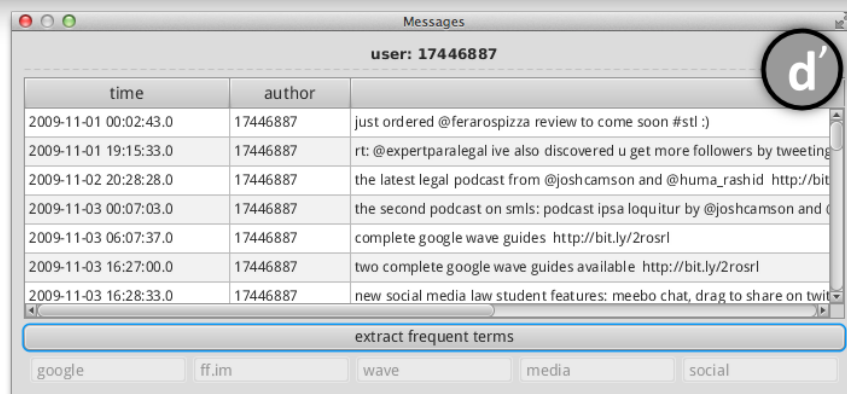 Messages
user: 17446887
d’
time author
2009-11-01 00:02:43.0 17446887 just ordered @ferarospizza review to come soon #stl :)
2009-11-01 19:15:33.0 17446887 rt: @expertparalegal ive also discovered u get more followers by tweeting
2009-11-02 20:28:28.0 17446887 the latest legal podcast from @joshcamson and @huma_rashid http://bit
2009-11-03 00:07:03.0 17446887 the second podcast on smls: podcast ipsa loquitur by @joshcamson and (
2009-11-03 06:07:37.0 17446887 complete google wave guides http://bit.ly/2rosrl
2009-11-03 16:27:00.0 17446887 two complete google wave guides available http://bit.ly/2rosrl
2009-11-03 16:28:33.0 17446887 new social media law student features: meebo chat, drag to share on twit
extract frequent terms
google ff.im wave media social